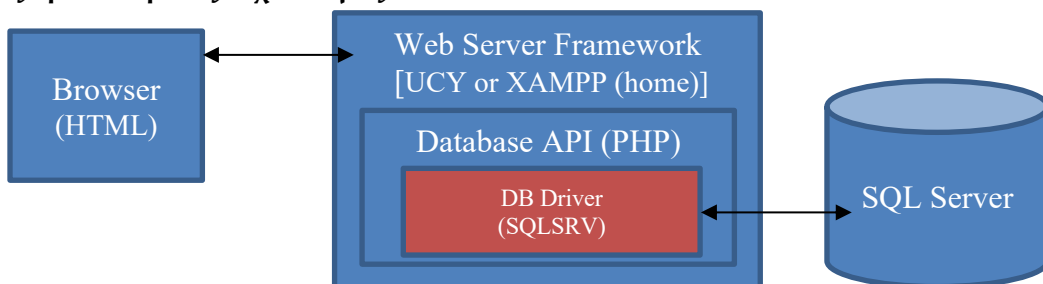 Browser
(HTML)
Web Server Framework
[UCY or XAMPP (home)]
Database API (PHP)
DB Driver
(SQLSRV)
SQL Server